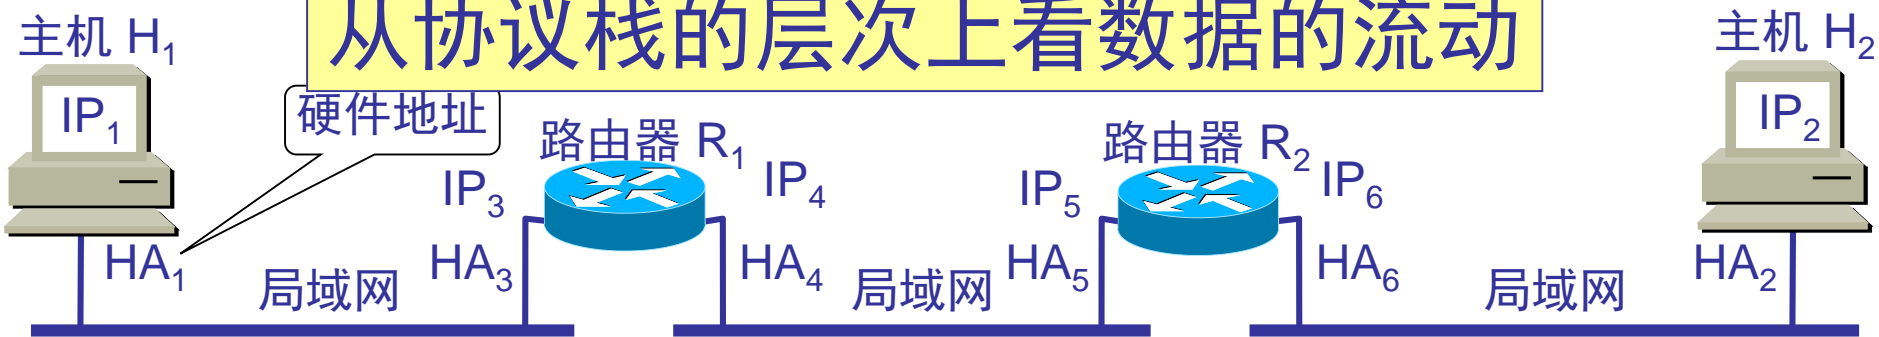 从协议栈的层次上看数据的流动
主机 H₁
主机 H₂
IP₁
硬件地址
路由器 R₁
路由器 R₂
IP₂
IP₃
IP₄
IP₅
IP₆
HA₁
局域网
HA₃
HA₄
局域网
HA₅
HA₆
局域网
HA₂